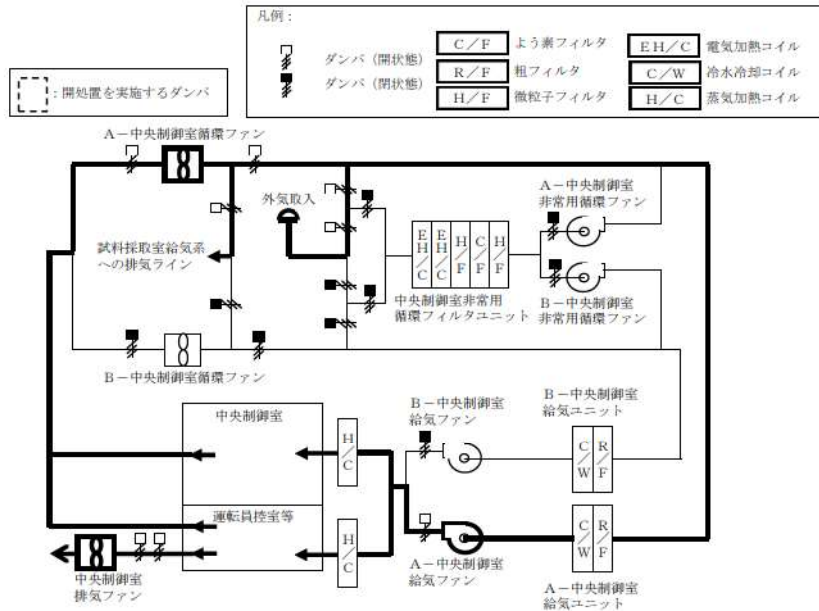 凡例：
ダンパ（開状態）
ダンパ（閉状態）
C／F
よう素フィルタ
R／F
粗フィルタ
H／F
微粒子フィルタ
EH／C
電気加熱コイル
C／W
冷水冷却コイル
H／C
蒸気加熱コイル
：開処置を実施するダンパ
A－中央制御室循環ファン
外気取入
試料採取室給気系
への排気ライン
EH／C
EH／C
H／F
C／F
H／F
中央制御室非常用
循環フィルタユニット
A－中央制御室
非常用循環ファン
B－中央制御室
非常用循環ファン
B－中央制御室循環ファン
中央制御室
H／C
B－中央制御室
給気ファン
B－中央制御室
給気ユニット
C／W
R／F
運転員控室等
H／C
C／W
R／F
中央制御室
排気ファン
A－中央制御室
給気ファン
A－中央制御室
給気ユニット